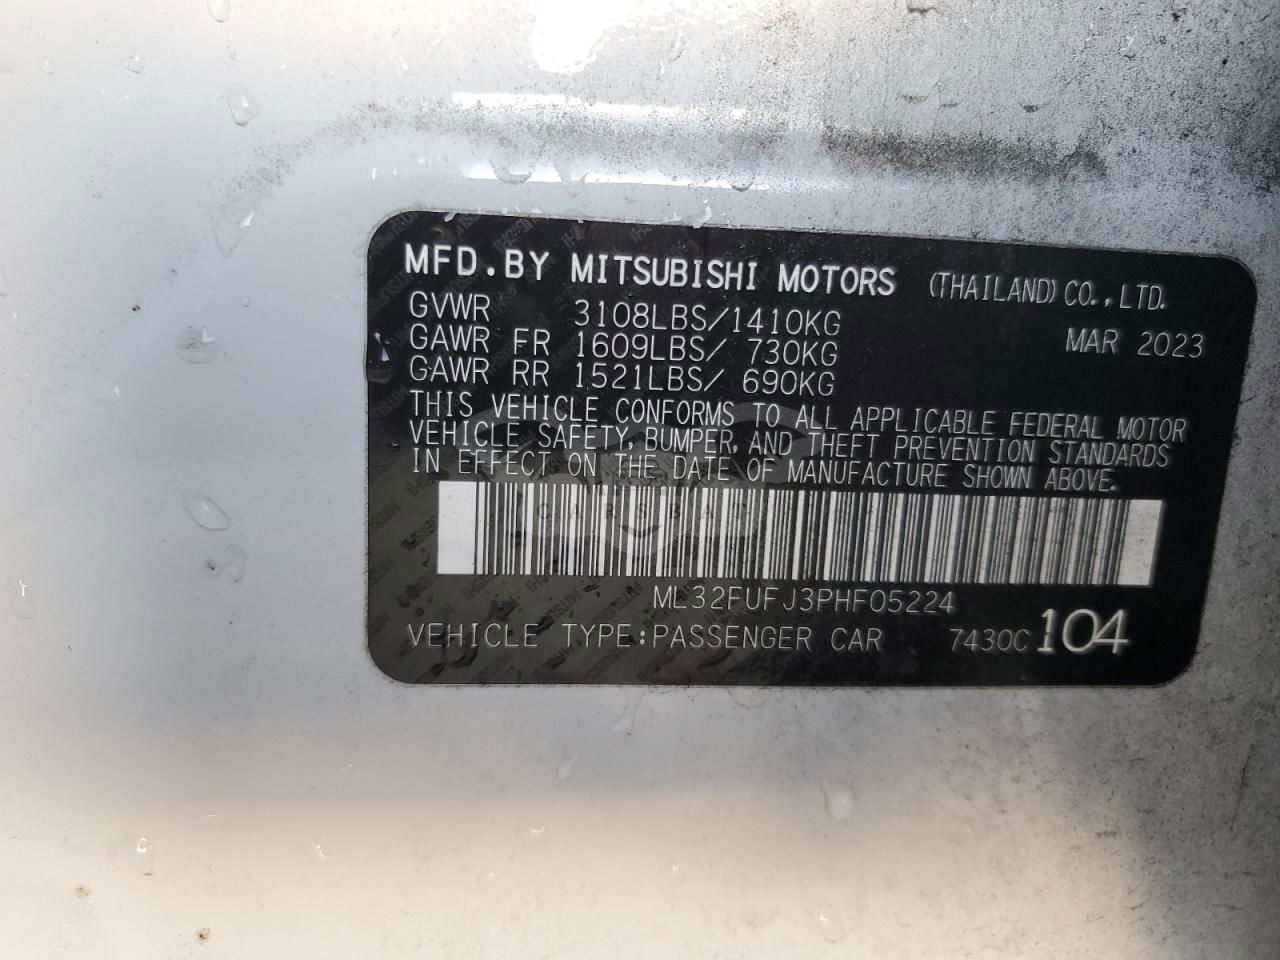 MFD.BY MITSUBISHI MOTORS (THAILAND) CO., LTD.
GVWR 3108LBS/1410KG MAR 2023
GAWR FR 1609LBS/ 730KG
GAWR RR 1521LBS/ 690KG
THIS VEHICLE CONFORMS TO ALL APPLICABLE FEDERAL MOTOR
VEHICLE SAFETY, BUMPER, AND THEFT PREVENTION STANDARDS
IN EFFECT ON THE DATE OF MANUFACTURE SHOWN ABOVE.
ML32FUFJ3PHF05224
VEHICLE TYPE:PASSENGER CAR 7430C 104